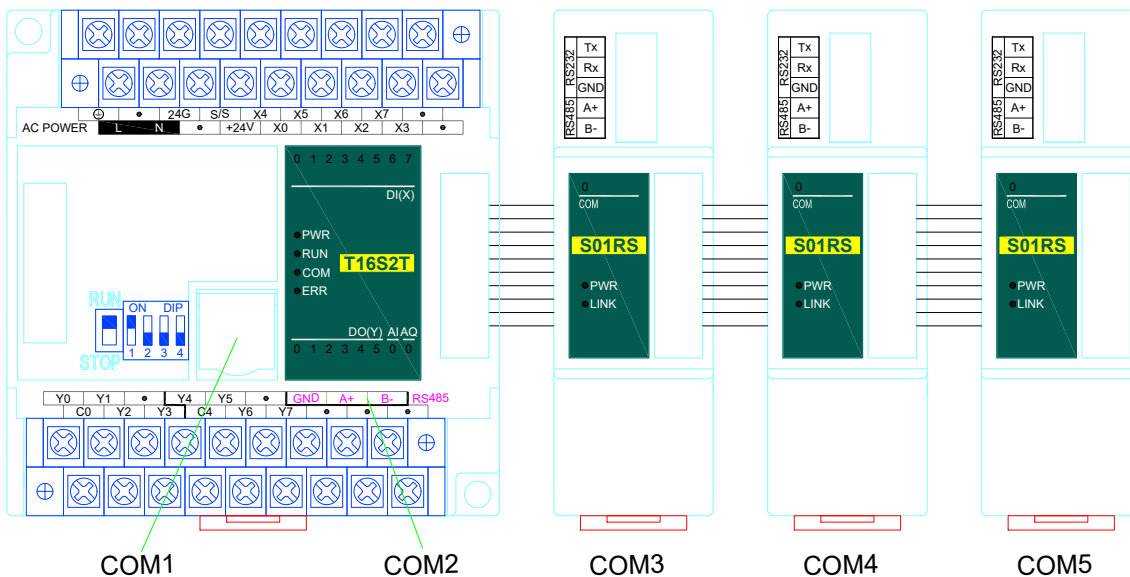 24G S/S X4 X5 X6 X7
AC POWER L N +24V X0 X1 X2 X3
0 1 2 3 4 5 6 7
DI(X)
PWR
RUN
COM
ERR
T16S2T
DO(Y) AI AQ
0 1 2 3 4 5 0 0
RUN
STOP
ON DIP
1 2 3 4
Y0 Y1 Y4 Y5 GND A+ B- RS485
C0 Y2 Y3 C4 Y6 Y7
COM1
COM2
RS232
Tx
Rx
GND
RS485
A+
B-
0
COM
S01RS
PWR
LINK
COM3
RS232
Tx
Rx
GND
RS485
A+
B-
0
COM
S01RS
PWR
LINK
COM4
RS232
Tx
Rx
GND
RS485
A+
B-
0
COM
S01RS
PWR
LINK
COM5